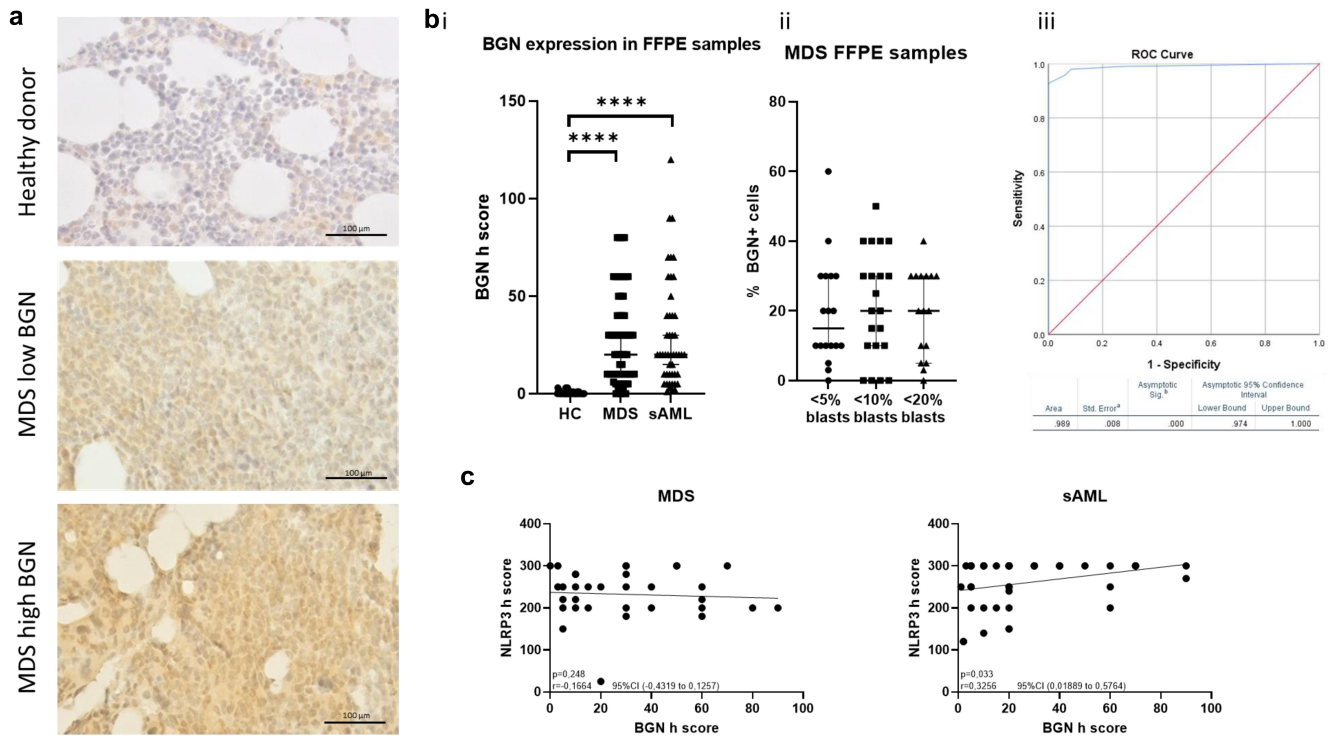 a
Healthy donor
100 µm
MDS low BGN
100 µm
MDS high BGN
100 µm
b i
BGN expression in FFPE samples
BGN h score
150
100
50
0
****
****
HC MDS sAML
ii
MDS FFPE samples
% BGN+ cells
80
60
40
20
0
<5% <10% <20%
blasts blasts blasts
iii
ROC Curve
Sensitivity
1.0
0.8
0.6
0.4
0.2
0.0
0.0 0.2 0.4 0.6 0.8 1.0
1 - Specificity
Area Std. Error^a Asymptotic Sig.^b Asymptotic 95% Confidence Interval
Lower Bound Upper Bound
.989 .008 .000 .974 1.000
c
MDS
NLRP3 h score
400
300
200
100
0
p=0,248
r=-0,1664 95%CI (-0,4319 to 0,1257)
0 20 40 60 80 100
BGN h score
sAML
NLRP3 h score
400
300
200
100
0
p=0,033
r=0,3256 95%CI (0.01889 to 0,5764)
0 20 40 60 80 100
BGN h score